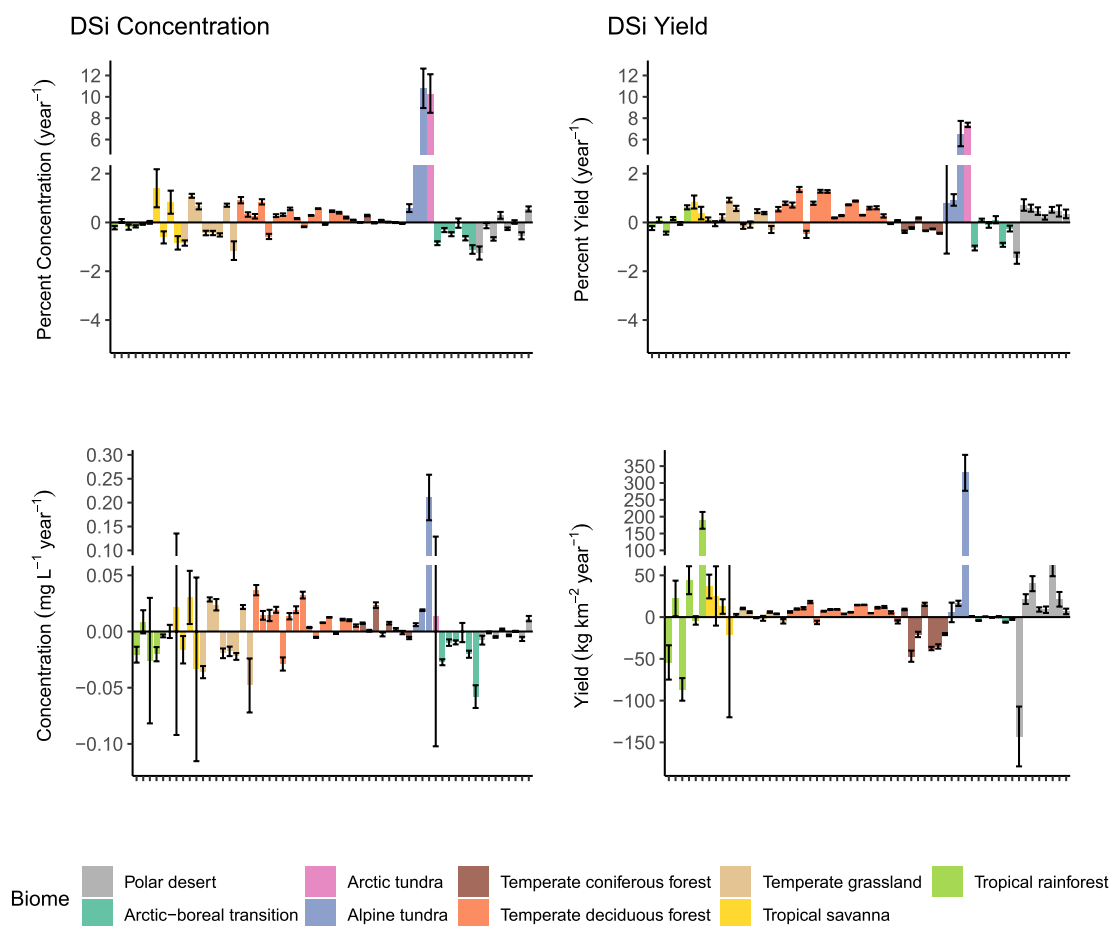 DSi Concentration
DSi Yield
Percent Concentration (year⁻¹)
12
10
8
6
2
0
−2
−4
Percent Yield (year⁻¹)
12
10
8
6
2
0
−2
−4
Concentration (mg L⁻¹ year⁻¹)
0.30
0.25
0.20
0.15
0.10
0.05
0.00
−0.05
−0.10
Yield (kg km⁻² year⁻¹)
350
300
250
200
150
100
50
0
−50
−100
−150
Biome
Polar desert
Arctic tundra
Temperate coniferous forest
Temperate grassland
Tropical rainforest
Arctic−boreal transition
Alpine tundra
Temperate deciduous forest
Tropical savanna